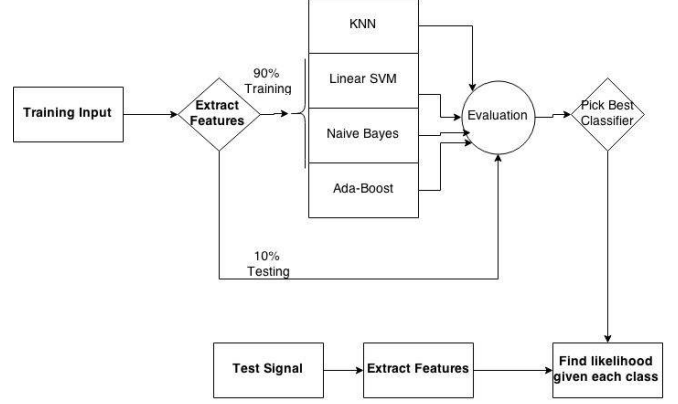 KNN
90%
Training
Linear SVM
Training Input
Extract
Features
Naive Bayes
Evaluation
Pick Best
Classifier
Ada-Boost
10%
Testing
Test Signal
Extract Features
Find likelihood
given each class